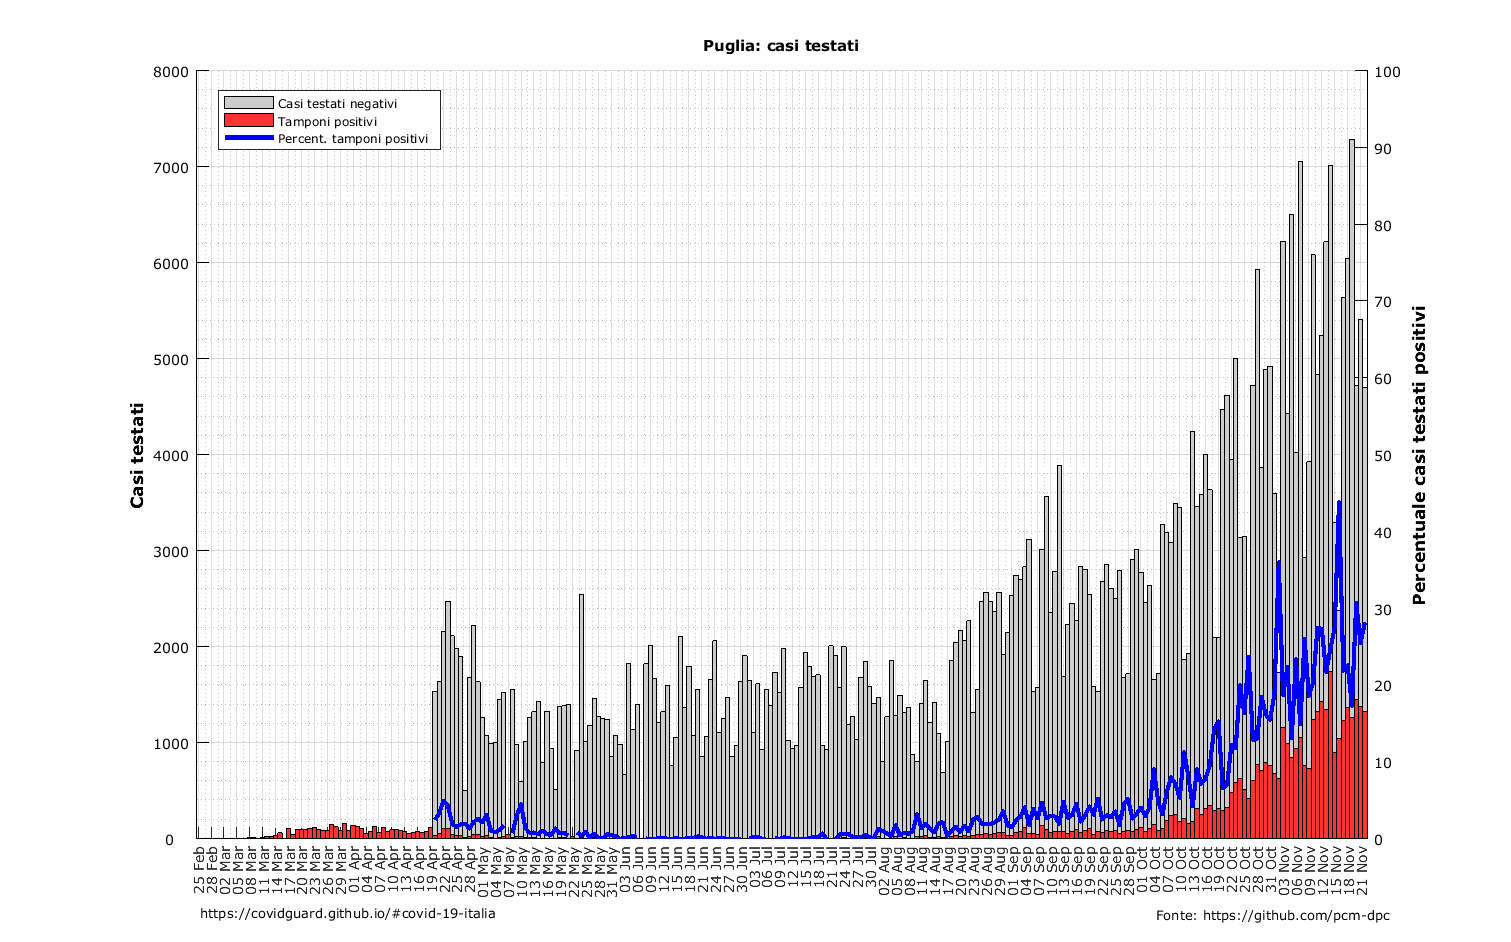 Puglia: casi testati
Casi testati negativi
Tamponi positivi
Percent. tamponi positivi
8000
7000
6000
5000
4000
3000
2000
1000
0
Casi testati
100
90
80
70
60
50
40
30
20
10
0
Percentuale casi testati positivi
25 Feb
28 Feb
02 Mar
05 Mar
08 Mar
11 Mar
14 Mar
17 Mar
20 Mar
23 Mar
26 Mar
29 Mar
01 Apr
04 Apr
07 Apr
10 Apr
13 Apr
16 Apr
19 Apr
22 Apr
25 Apr
28 Apr
01 May
04 May
07 May
10 May
13 May
16 May
19 May
22 May
25 May
28 May
31 May
03 Jun
06 Jun
09 Jun
12 Jun
15 Jun
18 Jun
21 Jun
24 Jun
27 Jun
30 Jun
03 Jul
06 Jul
09 Jul
12 Jul
15 Jul
18 Jul
21 Jul
24 Jul
27 Jul
30 Jul
02 Aug
05 Aug
08 Aug
11 Aug
14 Aug
17 Aug
20 Aug
23 Aug
26 Aug
29 Aug
01 Sep
04 Sep
07 Sep
10 Sep
13 Sep
16 Sep
19 Sep
22 Sep
25 Sep
28 Sep
01 Oct
04 Oct
07 Oct
10 Oct
13 Oct
16 Oct
19 Oct
22 Oct
25 Oct
28 Oct
31 Oct
03 Nov
06 Nov
09 Nov
12 Nov
15 Nov
18 Nov
21 Nov
https://covidguard.github.io/#covid-19-italia
Fonte: https://github.com/pcm-dpc